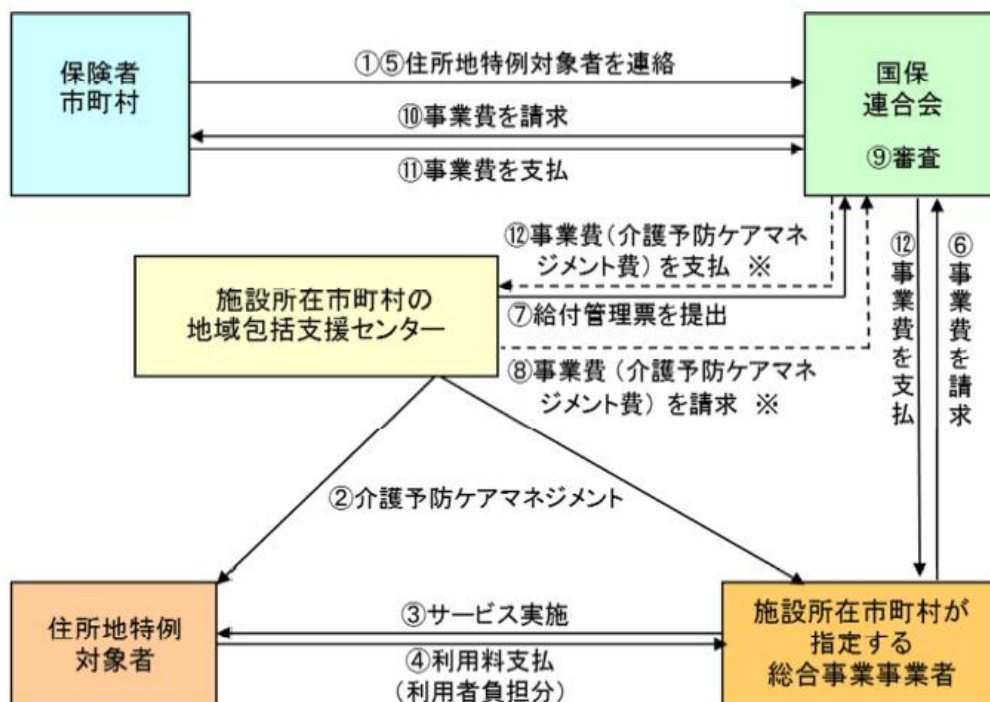 保険者
市町村
①⑤住所地特例対象者を連絡
国保
連合会
⑨審査
⑩事業費を請求
⑪事業費を支払
⑫事業費（介護予防ケアマネ
ジメント費）を支払 ※
施設所在市町村の
地域包括支援センター
⑦給付管理票を提出
⑧事業費（介護予防ケアマネ
ジメント費）を請求 ※
⑫事業費を支払
⑥事業費を請求
②介護予防ケアマネジメント
住所地特例
対象者
③サービス実施
④利用料支払
（利用者負担分）
施設所在市町村が
指定する
総合事業事業者